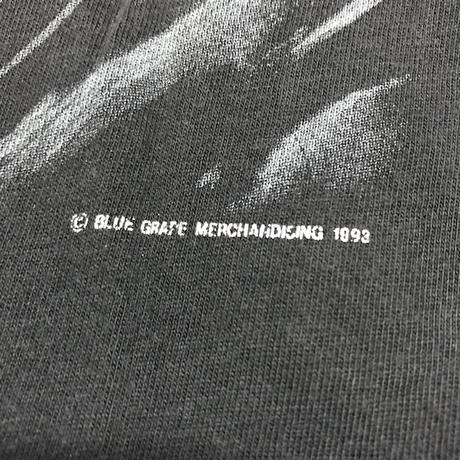 © BLUE GRAPE MERCHANDISING 1993